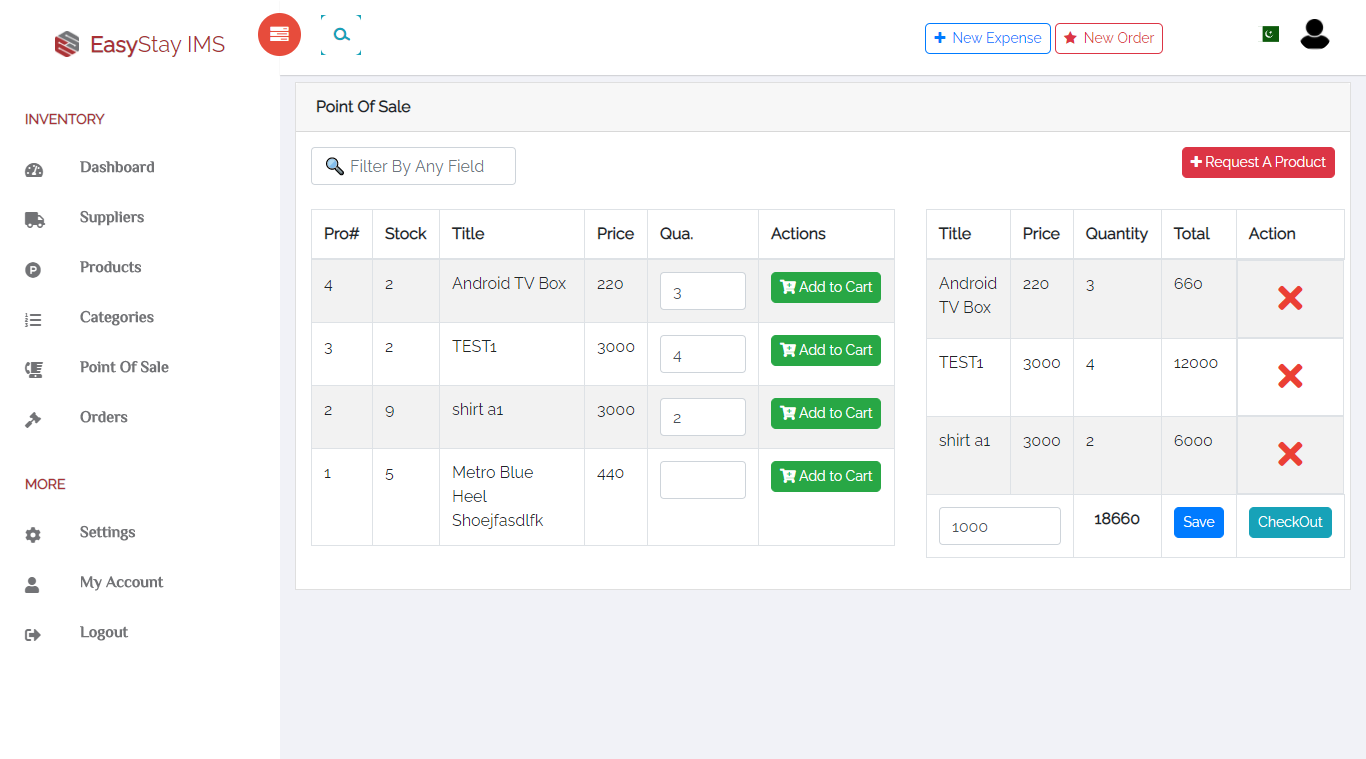 EasyStay IMS
New Expense
New Order
INVENTORY
Dashboard
Suppliers
Products
Categories
Point Of Sale
Orders
MORE
Settings
My Account
Logout
Point Of Sale
Filter By Any Field
Request A Product
Pro# Stock Title Price Qua. Actions
4 2 Android TV Box 220 3 Add to Cart
3 2 TEST1 3000 4 Add to Cart
2 9 shirt a1 3000 2 Add to Cart
1 5 Metro Blue 440 Add to Cart
Heel
Shoejfasdlfk
Title Price Quantity Total Action
Android 220 3 660
TV Box
TEST1 3000 4 12000
shirt a1 3000 2 6000
1000 18660 Save CheckOut